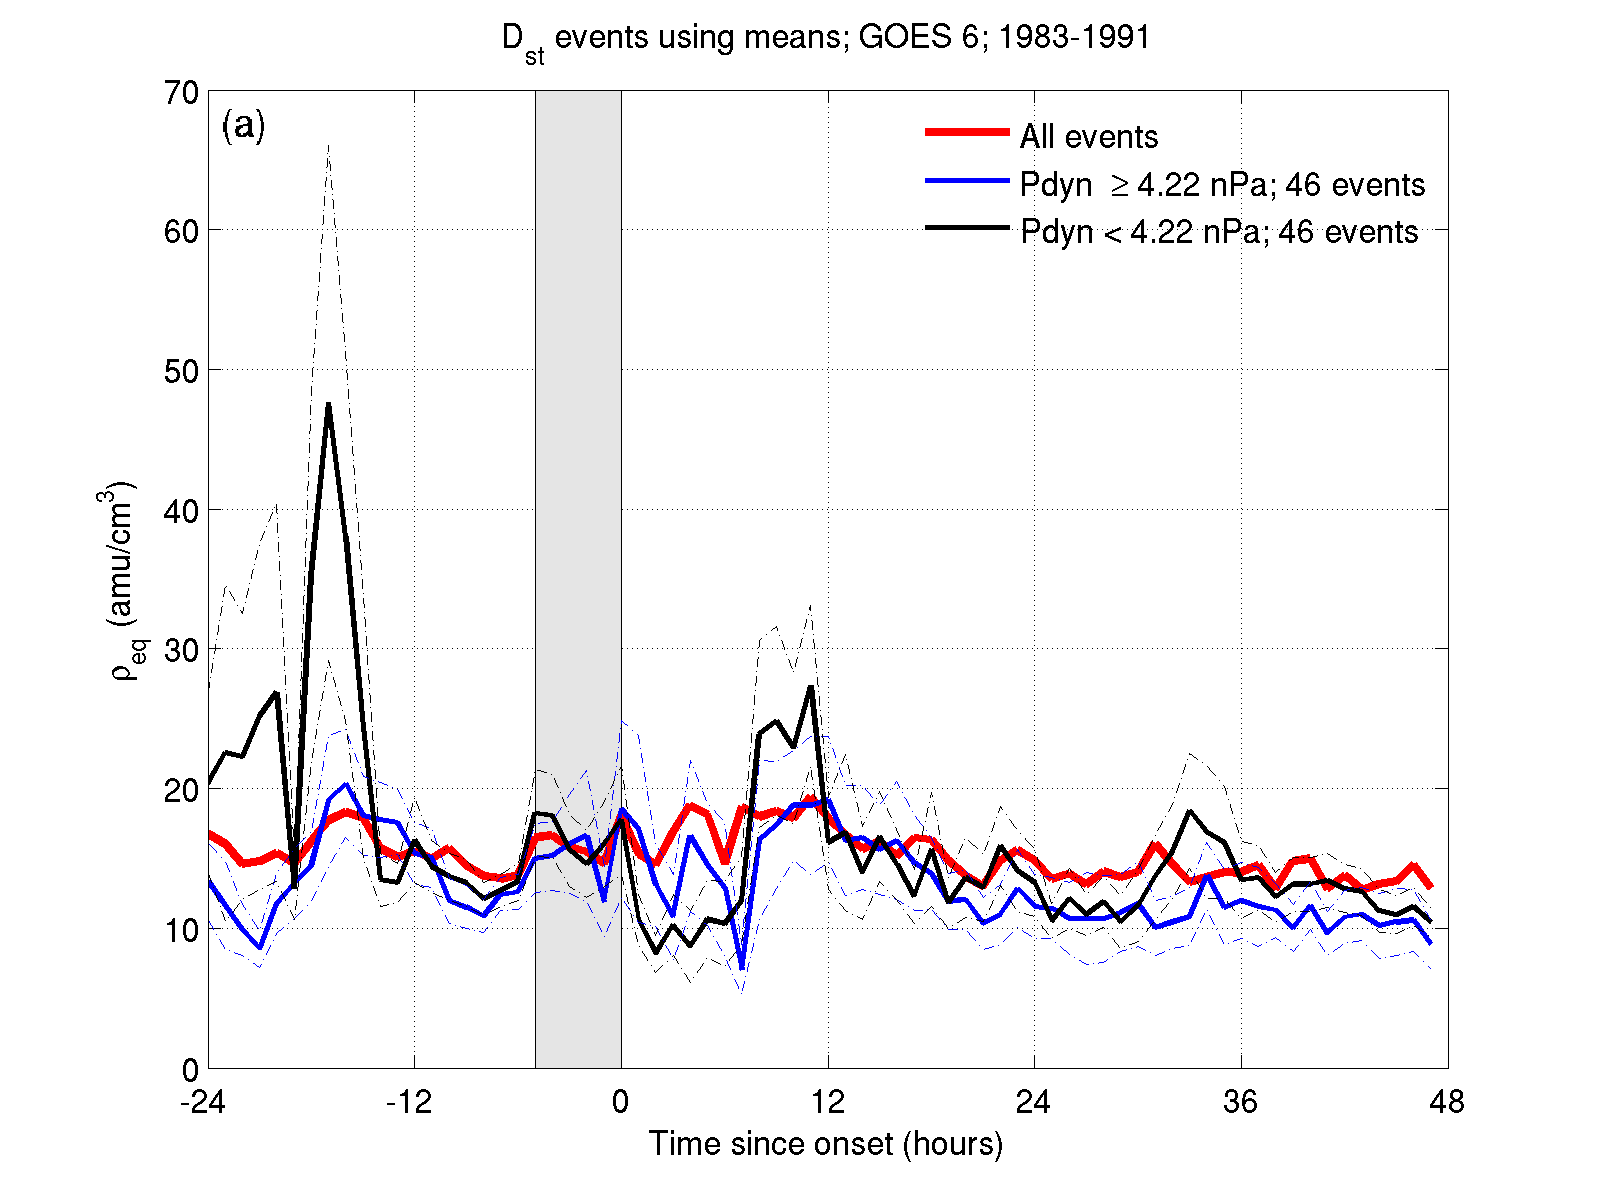 D_st events using means; GOES 6; 1983-1991
(a)
All events
Pdyn ≥ 4.22 nPa; 46 events
Pdyn < 4.22 nPa; 46 events
70
60
50
40
30
20
10
0
ρ_eq (amu/cm³)
-24 -12 0 12 24 36 48
Time since onset (hours)